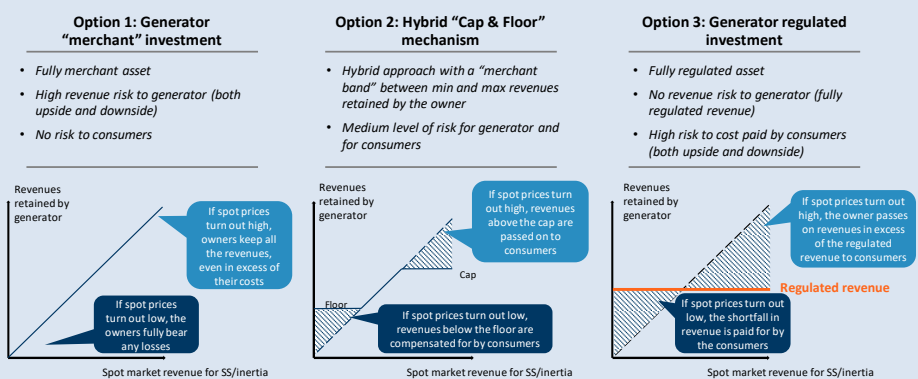 Option 1: Generator
“merchant” investment
• Fully merchant asset
• High revenue risk to generator (both
upside and downside)
• No risk to consumers
Revenues
retained by
generator
If spot prices
turn out high,
owners keep all
the revenues,
even in excess of
their costs
If spot prices
turn out low, the
owners fully bear
any losses
Spot market revenue for SS/inertia
Option 2: Hybrid “Cap & Floor”
mechanism
• Hybrid approach with a “merchant
band” between min and max revenues
retained by the owner
• Medium level of risk for generator and
for consumers
Revenues
retained by
generator
If spot prices turn
out high, revenues
above the cap are
passed on to
consumers
Cap
Floor
If spot prices turn out low,
revenues below the floor are
compensated for by consumers
Spot market revenue for SS/inertia
Option 3: Generator regulated
investment
• Fully regulated asset
• No revenue risk to generator (fully
regulated revenue)
• High risk to cost paid by consumers
(both upside and downside)
Revenues
retained by
generator
If spot prices turn out
high, the owner passes
on revenues in excess
of the regulated
revenue to consumers
Regulated revenue
If spot prices turn out
low, the shortfall in
revenue is paid for by
the consumers
Spot market revenue for SS/inertia